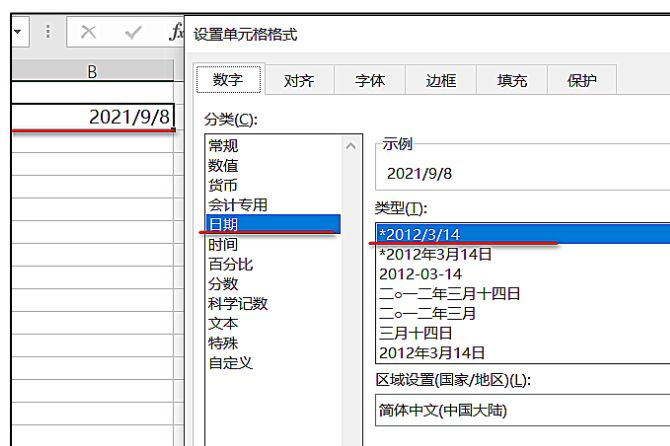 fx
设置单元格格式
B
数字 对齐 字体 边框 填充 保护
2021/9/8
分类(C):
常规
数值
货币
会计专用
日期
时间
百分比
分数
科学记数
文本
特殊
自定义
示例
2021/9/8
类型(T):
*2012/3/14
*2012年3月14日
2012-03-14
二○一二年三月十四日
二○一二年三月
三月十四日
2012年3月14日
区域设置(国家/地区)(L):
简体中文(中国大陆)